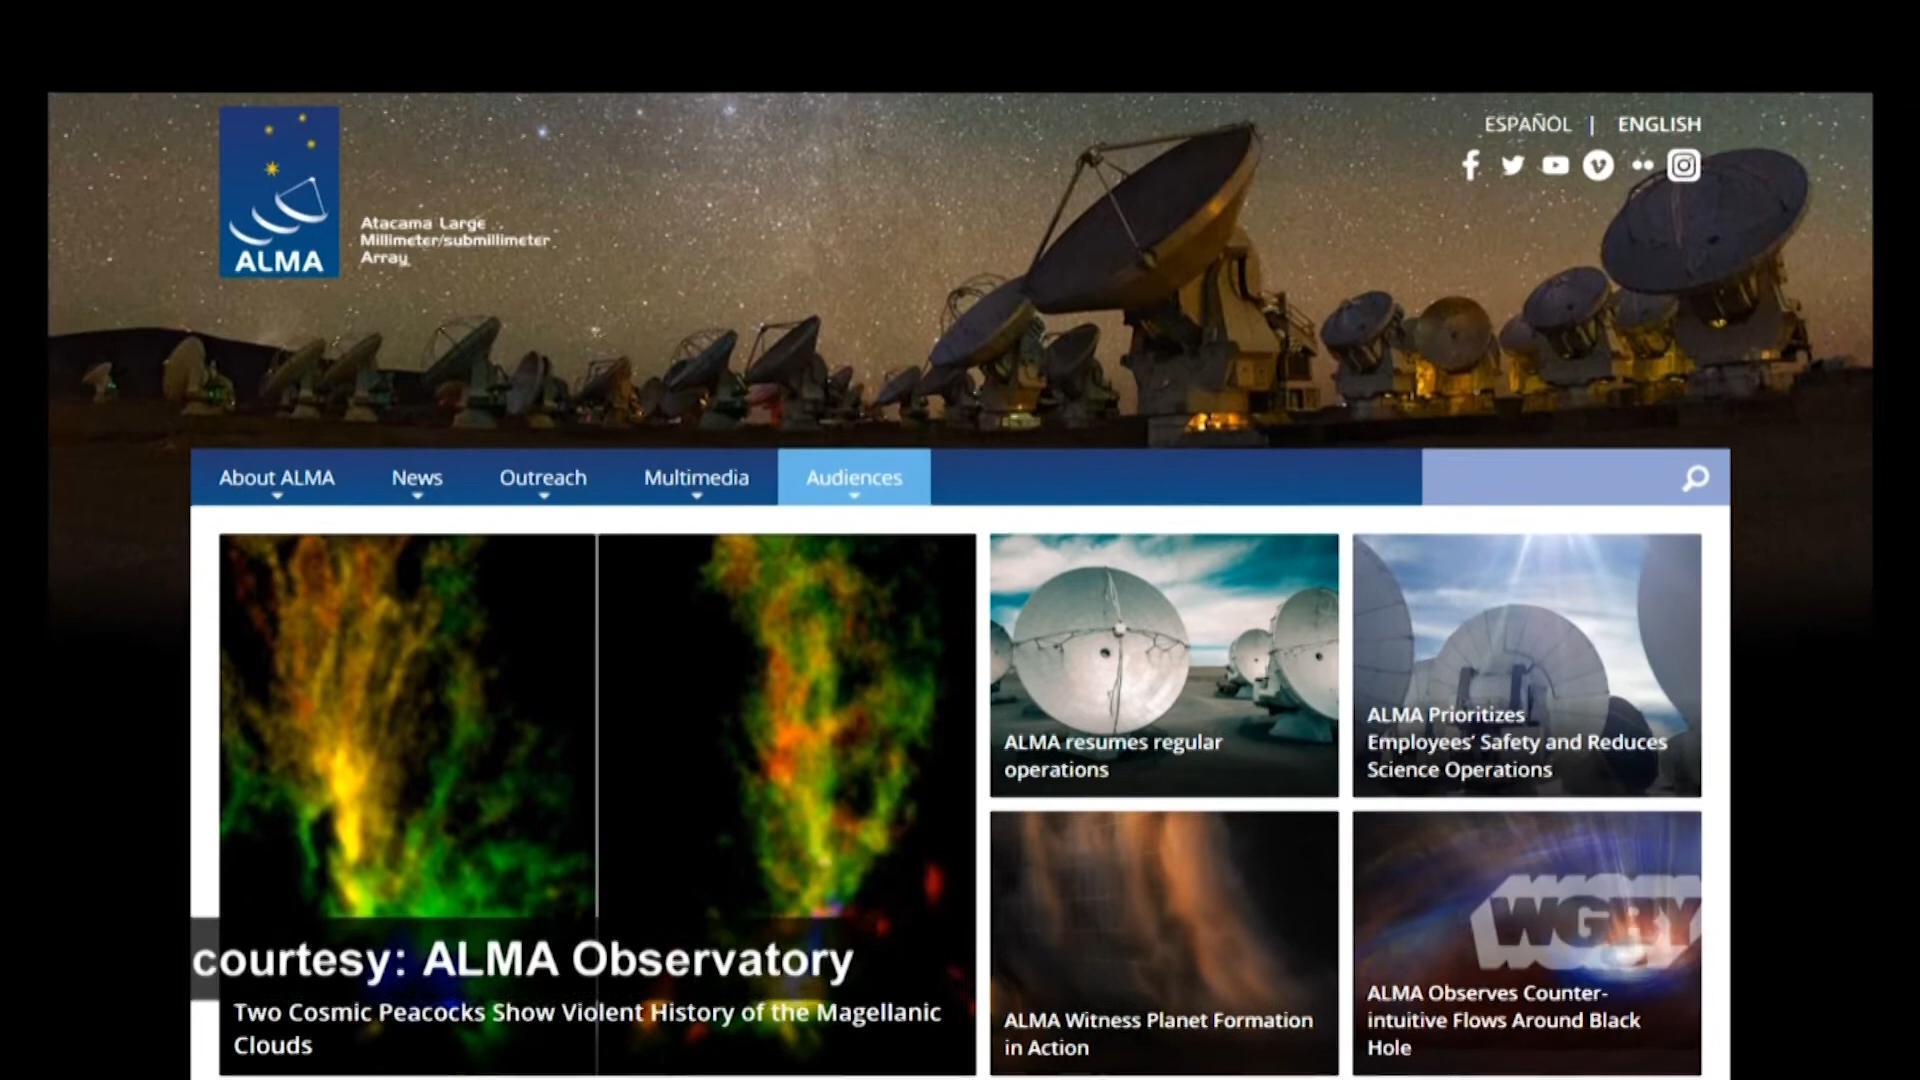 ESPAÑOL | ENGLISH
ALMA
Atacama Large
Millimeter/submillimeter
Array
About ALMA
News
Outreach
Multimedia
Audiences
ALMA resumes regular
operations
ALMA Prioritizes
Employees' Safety and Reduces
Science Operations
courtesy: ALMA Observatory
Two Cosmic Peacocks Show Violent History of the Magellanic
Clouds
ALMA Witness Planet Formation
in Action
WGBY
ALMA Observes Counter-
intuitive Flows Around Black
Hole